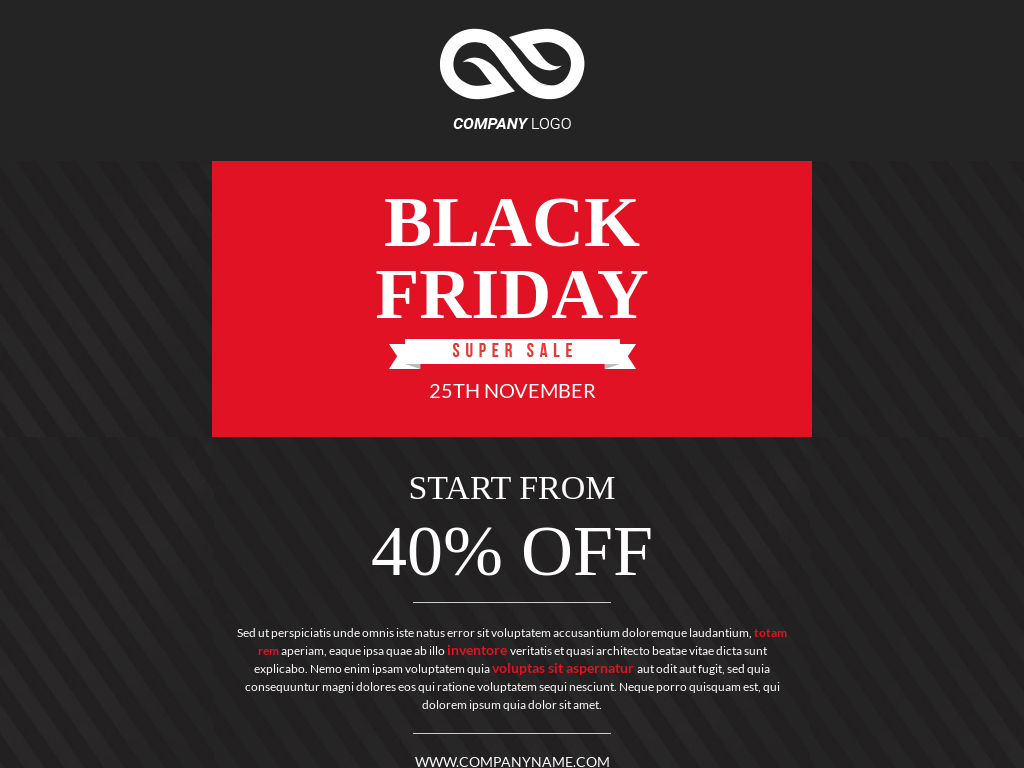 COMPANY LOGO
BLACK
FRIDAY
SUPER SALE
25TH NOVEMBER
START FROM
40% OFF
Sed ut perspiciatis unde omnis iste natus error sit voluptatem accusantium doloremque laudantium, totam
rem aperiam, eaque ipsa quae ab illo inventore veritatis et quasi architecto beatae vitae dicta sunt
explicabo. Nemo enim ipsam voluptatem quia voluptas sit aspernatur aut odit aut fugit, sed quia
consequuntur magni dolores eos qui ratione voluptatem sequi nesciunt. Neque porro quisquam est, qui
dolorem ipsum quia dolor sit amet.
WWW.COMPANYNAME.COM